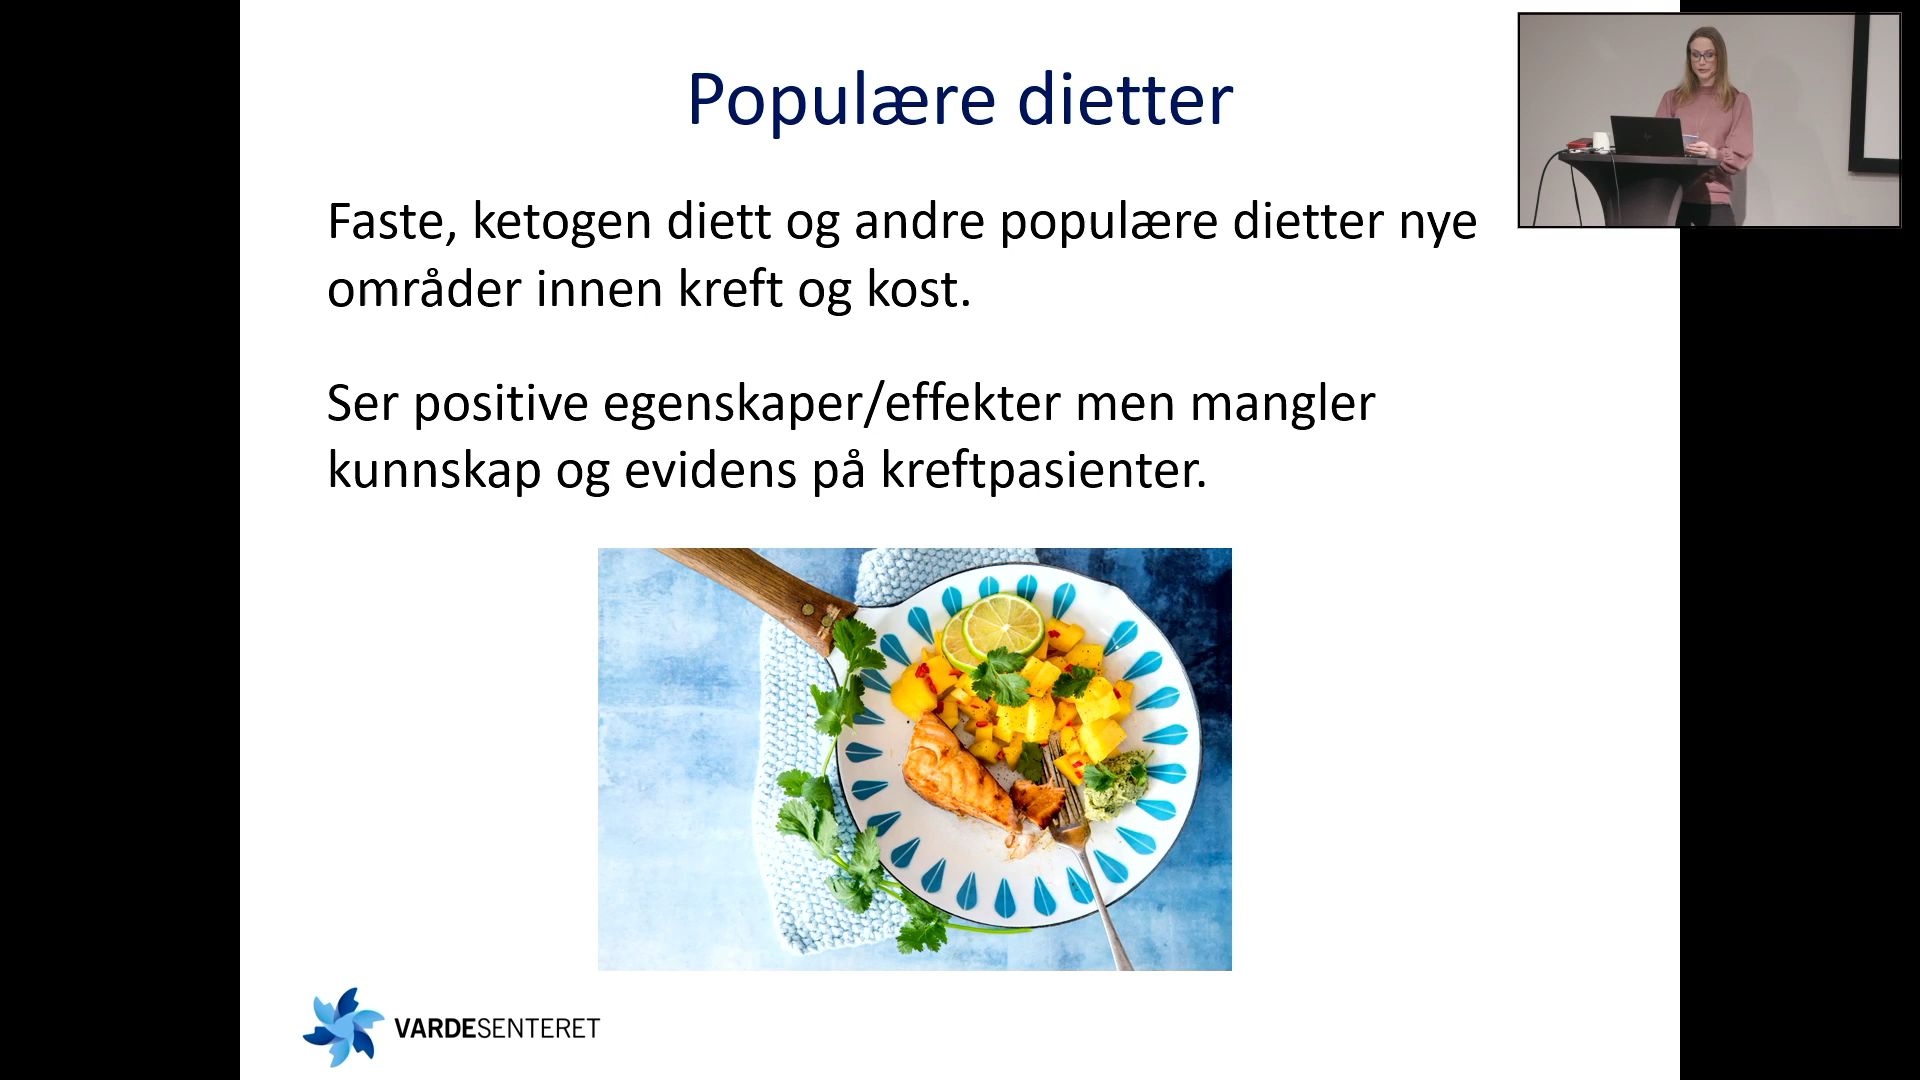 Populære dietter
Faste, ketogen diett og andre populære dietter nye
områder innen kreft og kost.
Ser positive egenskaper/effekter men mangler
kunnskap og evidens på kreftpasienter.
VARDESENTERET